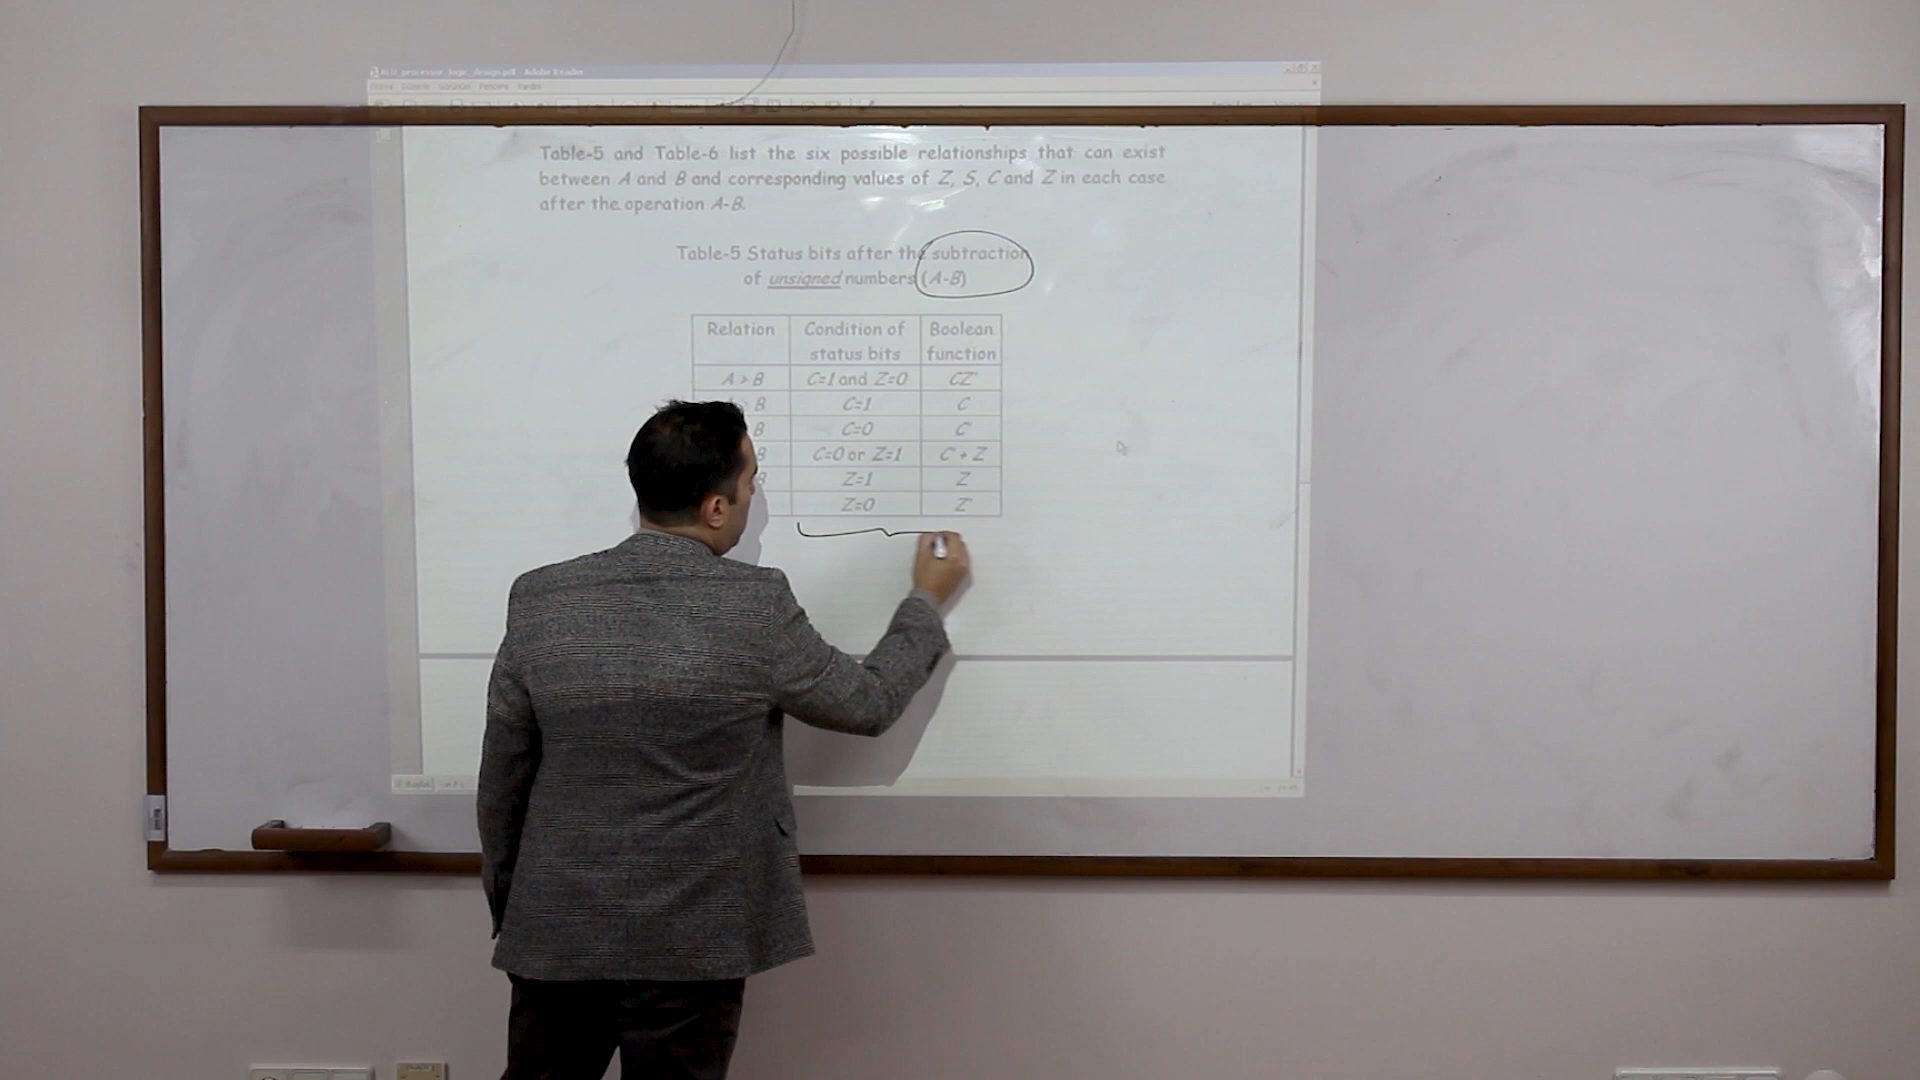 Adobe Reader
Table-5 and Table-6 list the six possible relationships that can exist
between A and B and corresponding values of Z, S, C and Z in each case
after the operation A-B.
Table-5 Status bits after the subtraction
of unsigned numbers (A-B)
Relation Condition of status bits Boolean function
A > B C=1 and Z=0 CZ'
B C=1 C
B C=0 C'
B C=0 or Z=1 C' + Z
B Z=1 Z
Z=0 Z'